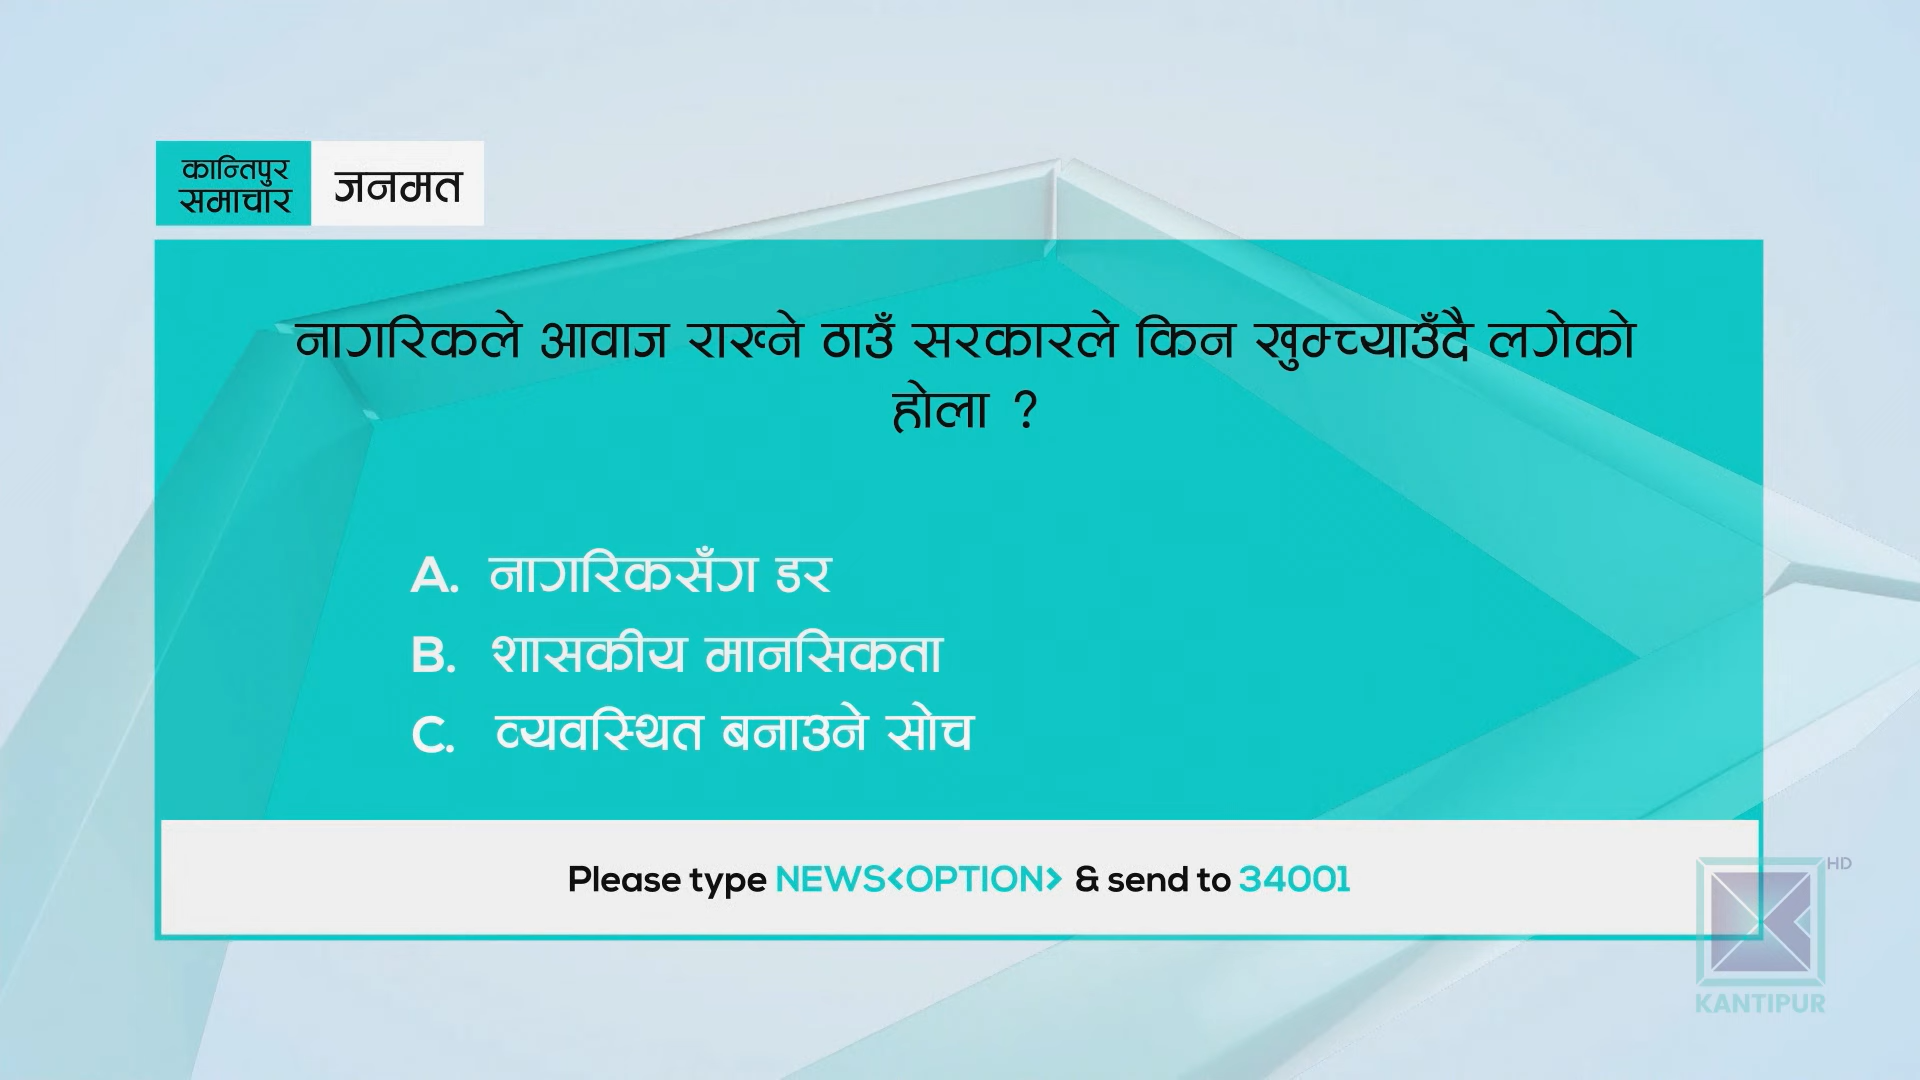 कान्तिपुर
समाचार
जनमत
नागरिकले आवाज राख्ने ठाउँ सरकारले किन खुम्च्याउँदै लगेको
होला ?
A. नागरिकसँग डर
B. शासकीय मानसिकता
C. व्यवस्थित बनाउने सोच
Please type NEWS<OPTION> & send to 34001
HD
KANTIPUR